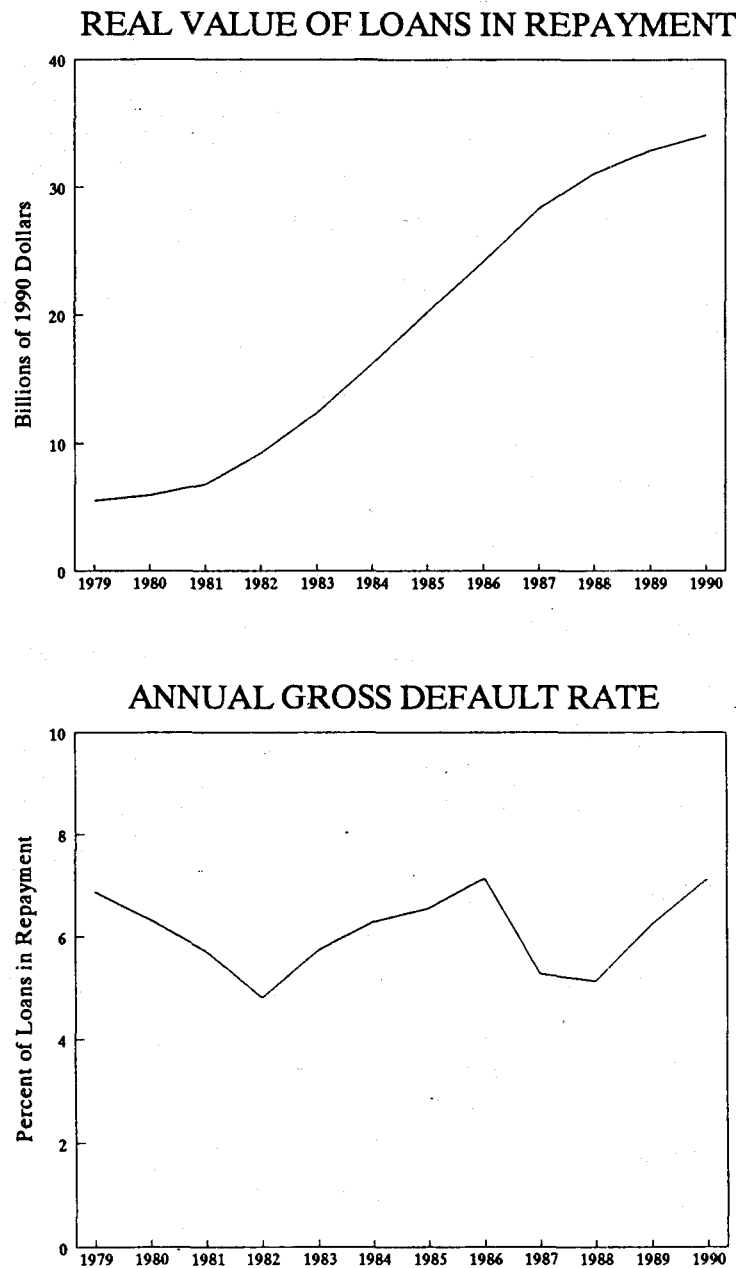 REAL VALUE OF LOANS IN REPAYMENT
Billions of 1990 Dollars
40
30
20
10
0
1979 1980 1981 1982 1983 1984 1985 1986 1987 1988 1989 1990
ANNUAL GROSS DEFAULT RATE
Percent of Loans in Repayment
10
8
6
4
2
0
1979 1980 1981 1982 1983 1984 1985 1986 1987 1988 1989 1990